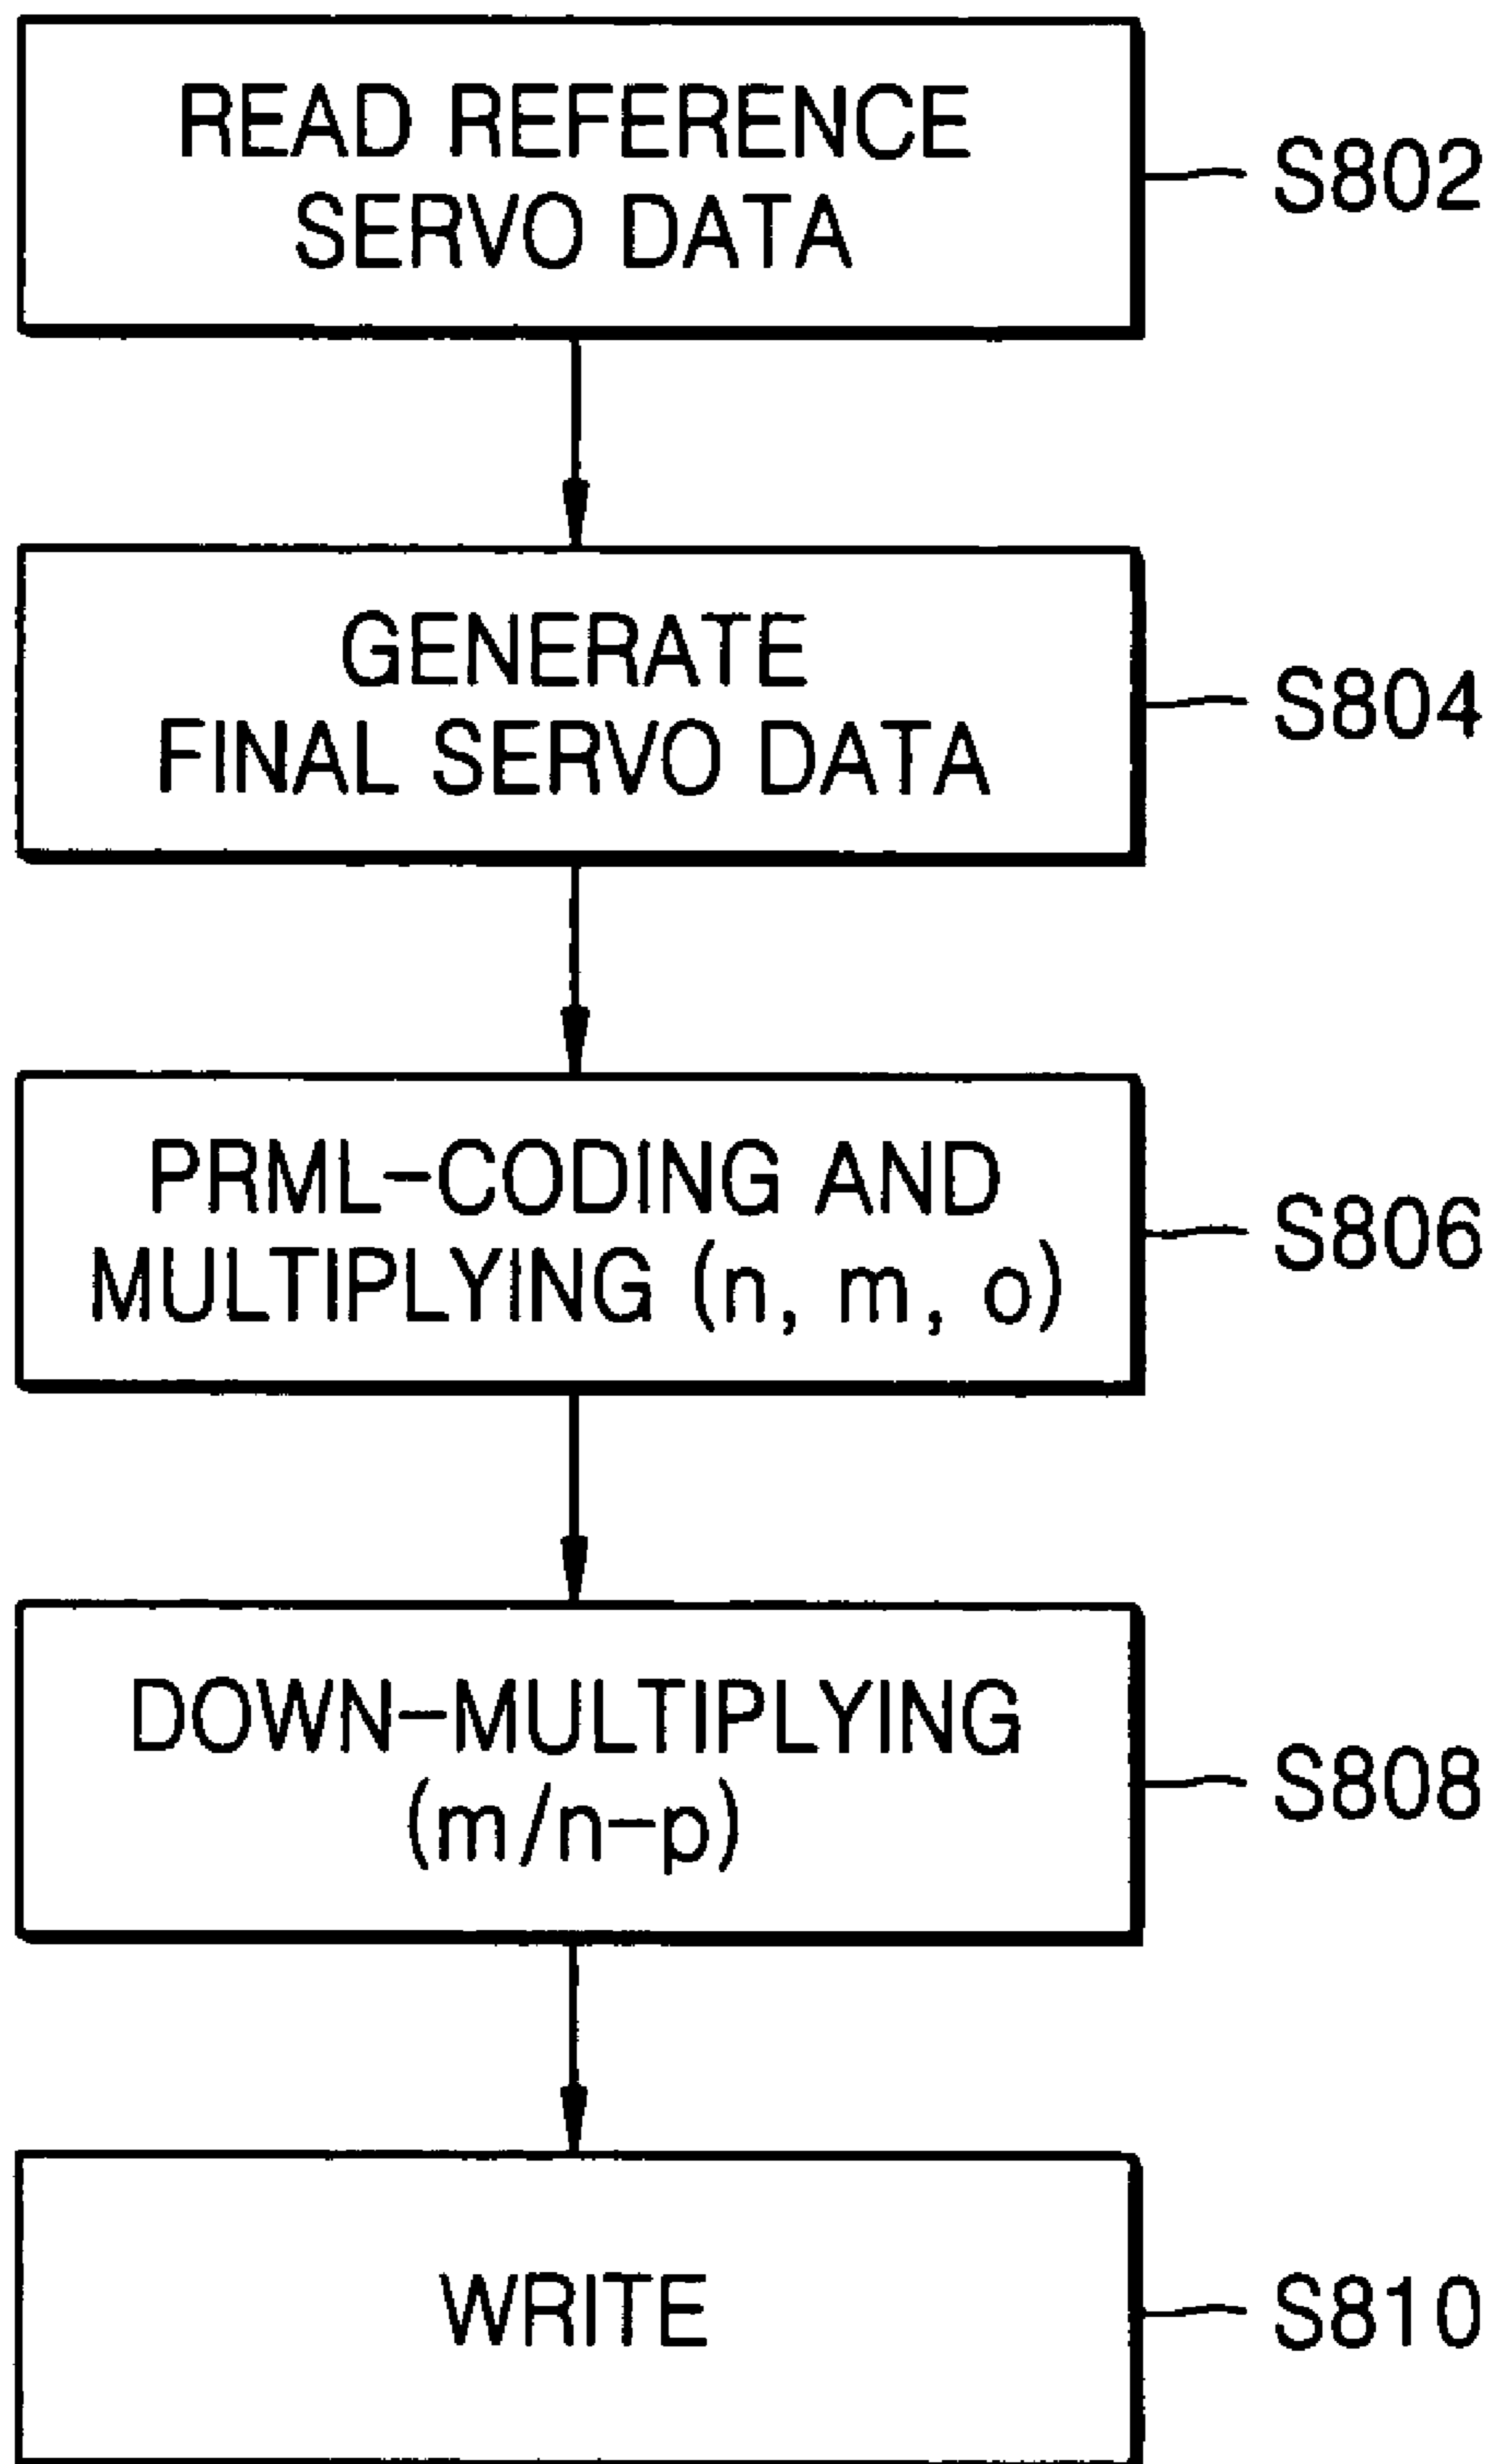 READ REFERENCE
SERVO DATA
S802
GENERATE
FINAL SERVO DATA
S804
PRML-CODING AND
MULTIPLYING (n, m, o)
S806
DOWN-MULTIPLYING
(m/n-p)
S808
WRITE
S810